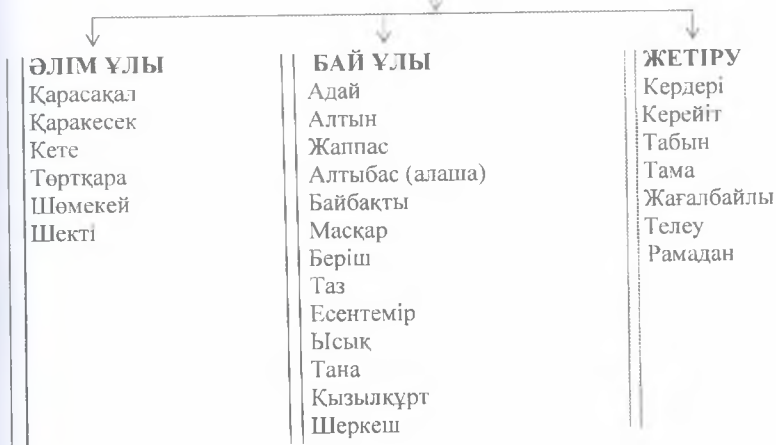 ӘЛІМ ҰЛЫ
Қарасақал
Қаракесек
Кете
Төртқара
Шөмекей
Шекті
БАЙ ҰЛЫ
Адай
Алтын
Жаппас
Алтыбас (алаша)
Байбақты
Масқар
Беріш
Таз
Есентемір
Ысық
Тана
Қызылқұрт
Шеркеш
ЖЕТІРУ
Кердері
Керейіт
Табын
Тама
Жағалбайлы
Телеу
Рамадан